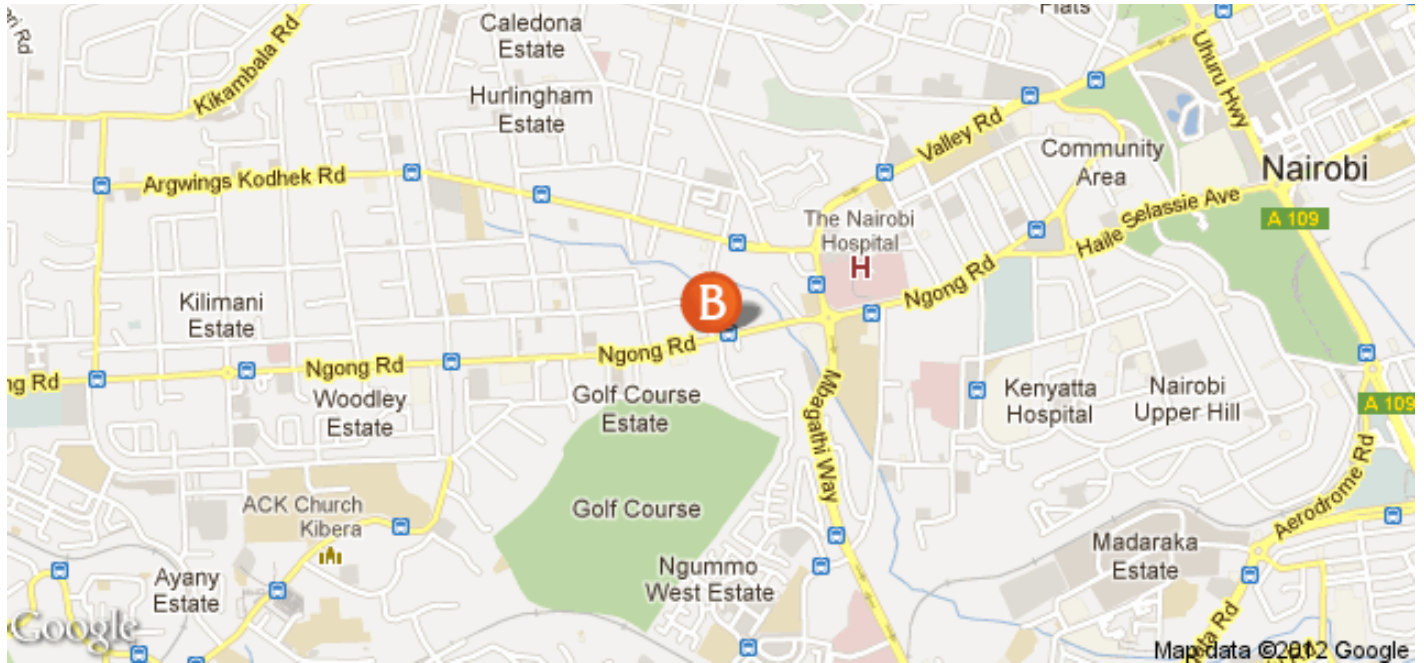 Flats
Caledona
Estate
Uhuru Hwy
Kikambala Rd
Hurlingham
Estate
Valley Rd
Community
Area
Nairobi
Argwings Kodhek Rd
Haile Selassie Ave
A 109
The Nairobi
Hospital
H
Ngong Rd
B
Kilimani
Estate
Ngong Rd
Ngong Rd
ng Rd
Woodley
Estate
Golf Course
Estate
Mbagathi Way
Kenyatta
Hospital
Nairobi
Upper Hill
A 109
Aerodrome Rd
ACK Church
Kibera
Golf Course
Madaraka
Estate
Ngummo
West Estate
Ayany
Estate
Google
Map data ©2012 Google